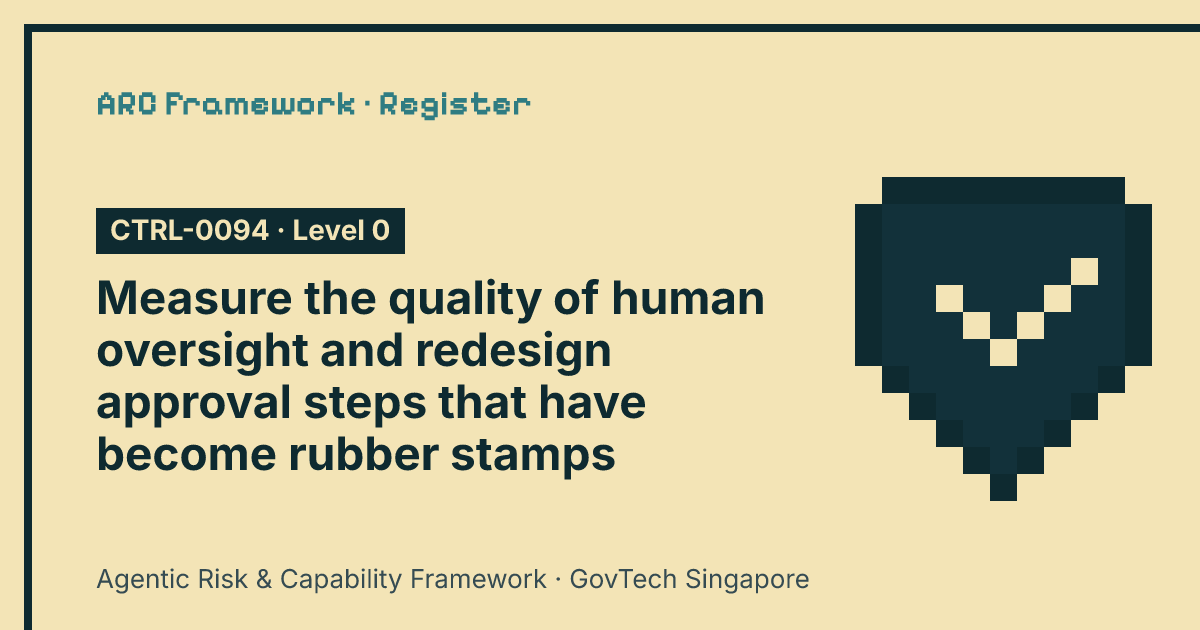 ARC Framework · Register
CTRL-0094 · Level 0
Measure the quality of human
oversight and redesign
approval steps that have
become rubber stamps
Agentic Risk & Capability Framework · GovTech Singapore